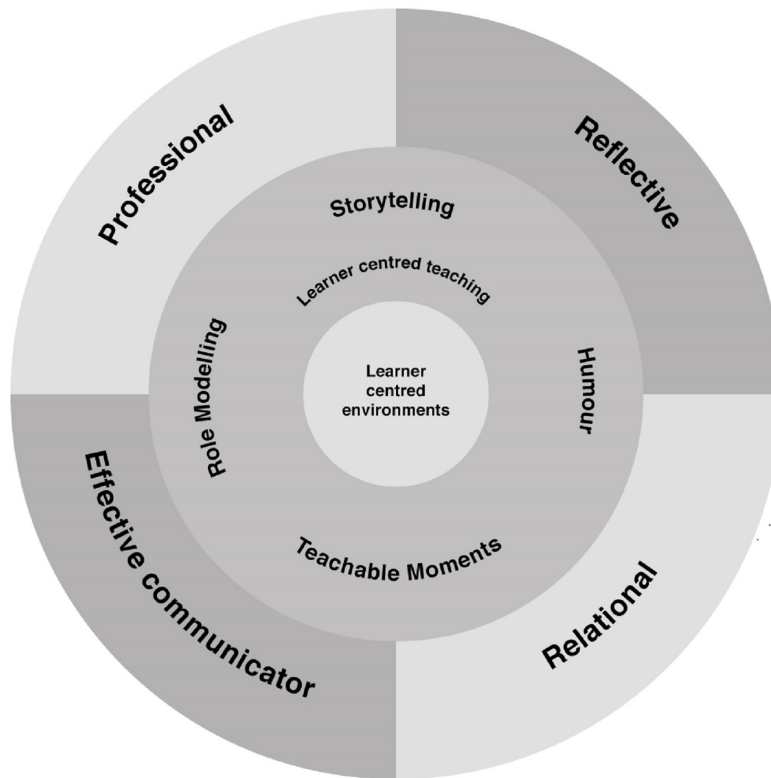 Professional
Reflective
Storytelling
Learner centred teaching
Role Modelling
Humour
Learner
centred
environments
Teachable Moments
Effective communicator
Relational